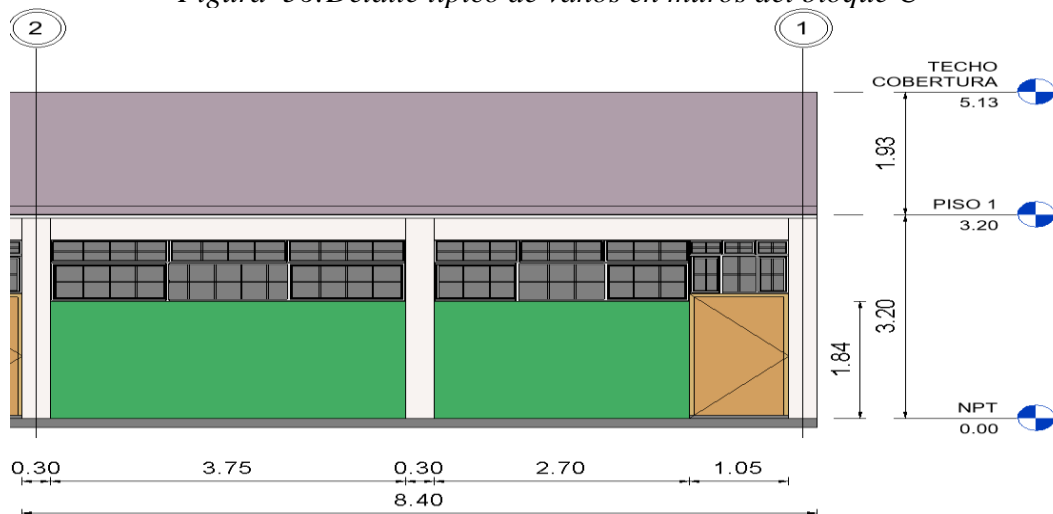 Figura 38.Detalle típico de vanos en muros del bloque C
2
1
TECHO
COBERTURA
5.13
1.93
PISO 1
3.20
3.20
1.84
NPT
0.00
0.30
3.75
0.30
2.70
1.05
8.40